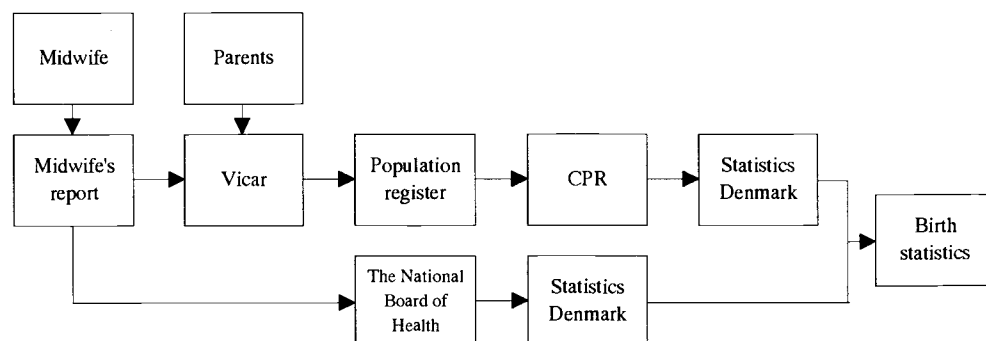 Midwife
Parents
Midwife's
report
Vicar
Population
register
CPR
Statistics
Denmark
Birth
statistics
The National
Board of
Health
Statistics
Denmark